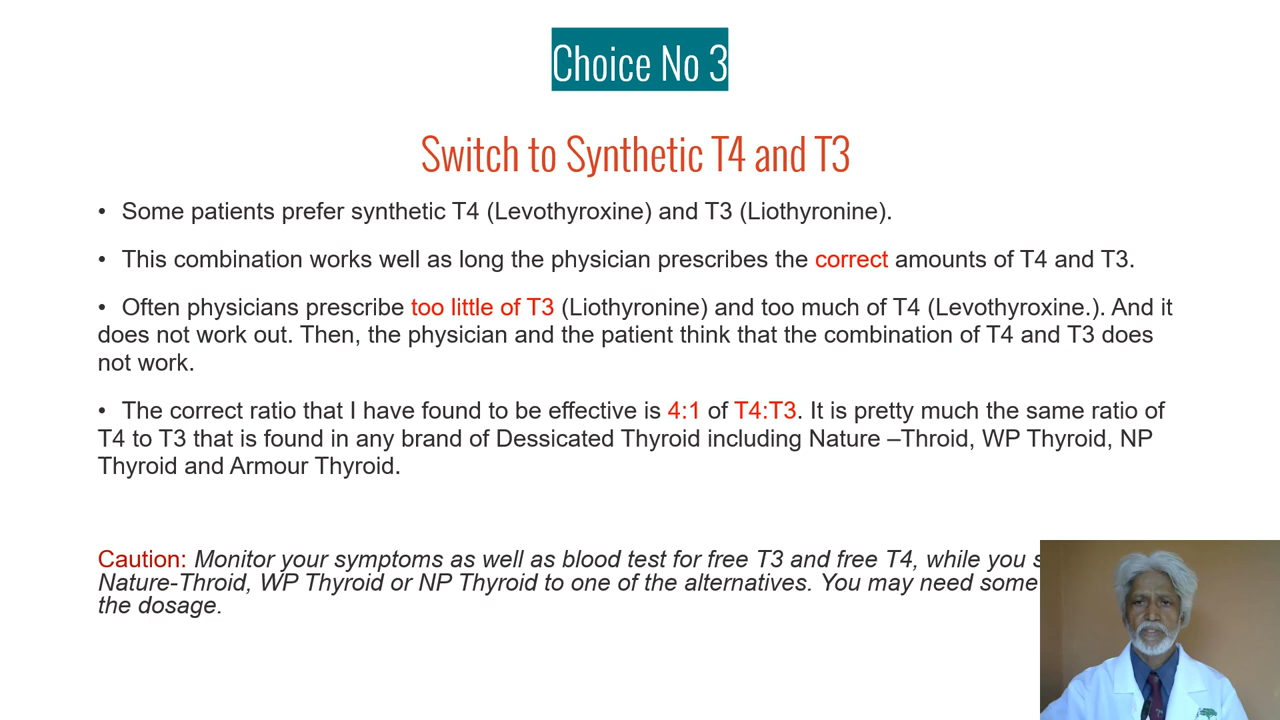 Choice No 3
Switch to Synthetic T4 and T3
• Some patients prefer synthetic T4 (Levothyroxine) and T3 (Liothyronine).
• This combination works well as long the physician prescribes the correct amounts of T4 and T3.
• Often physicians prescribe too little of T3 (Liothyronine) and too much of T4 (Levothyroxine.). And it
does not work out. Then, the physician and the patient think that the combination of T4 and T3 does
not work.
• The correct ratio that I have found to be effective is 4:1 of T4:T3. It is pretty much the same ratio of
T4 to T3 that is found in any brand of Dessicated Thyroid including Nature –Throid, WP Thyroid, NP
Thyroid and Armour Thyroid.
Caution: Monitor your symptoms as well as blood test for free T3 and free T4, while you
Nature-Throid, WP Thyroid or NP Thyroid to one of the alternatives. You may need some
the dosage.